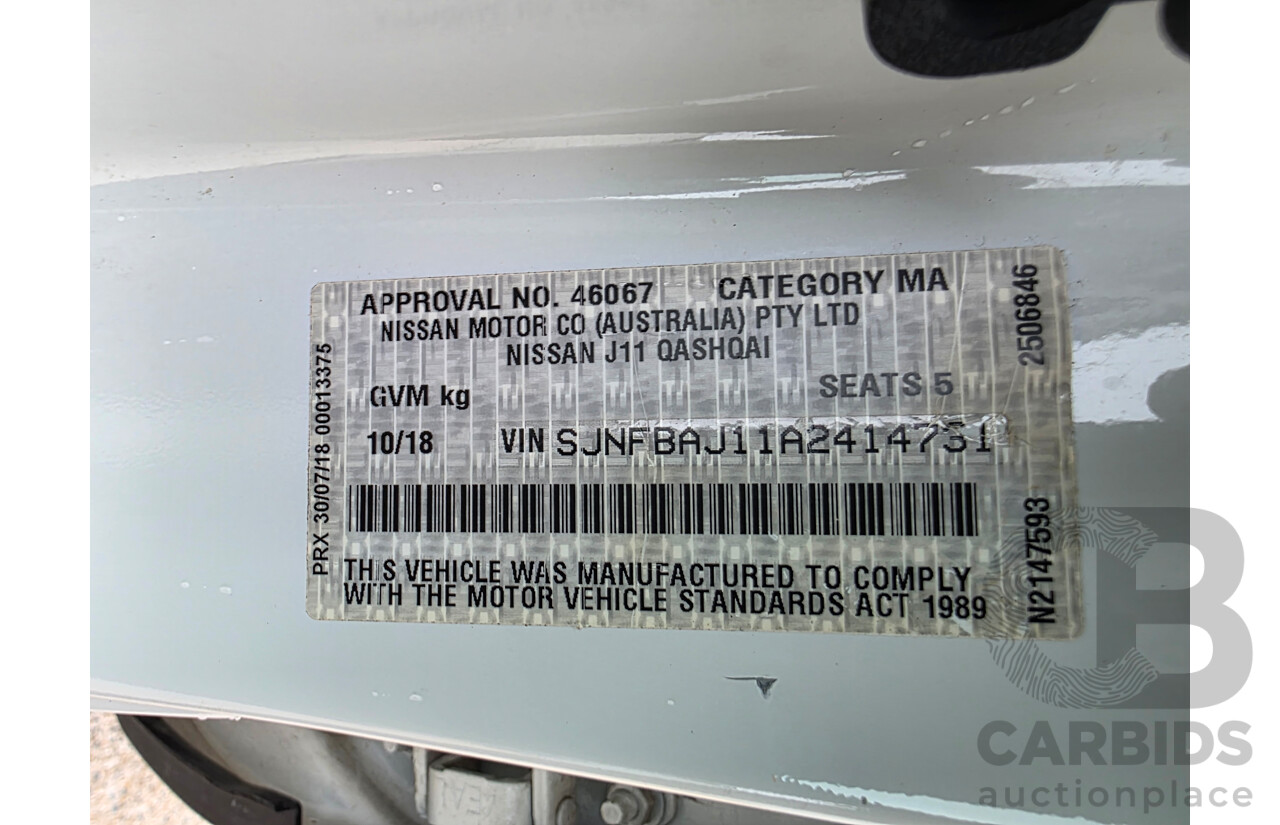 APPROVAL NO. 46067 CATEGORY MA
NISSAN MOTOR CO (AUSTRALIA) PTY LTD
NISSAN J11 QASHQAI
GVM kg SEATS 5
10/18 VIN SJNFBAJ11A2414731
THIS VEHICLE WAS MANUFACTURED TO COMPLY
WITH THE MOTOR VEHICLE STANDARDS ACT 1989
PRX 30/07/18 00013375
2506846
N2147593
CB
CARBIDS
auctionplace